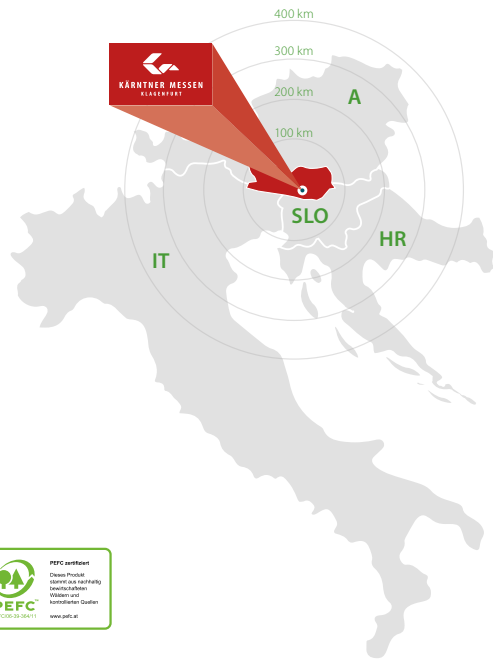 400 km
300 km
200 km
100 km
A
KÄRNTNER MESSEN
KLAGENFURT
SLO
HR
IT
PEFC zertifiziert
Dieses Produkt
stammt aus nachhaltig
bewirtschafteten
Wäldern und
kontrollierten Quellen
www.pefc.at
PEFC